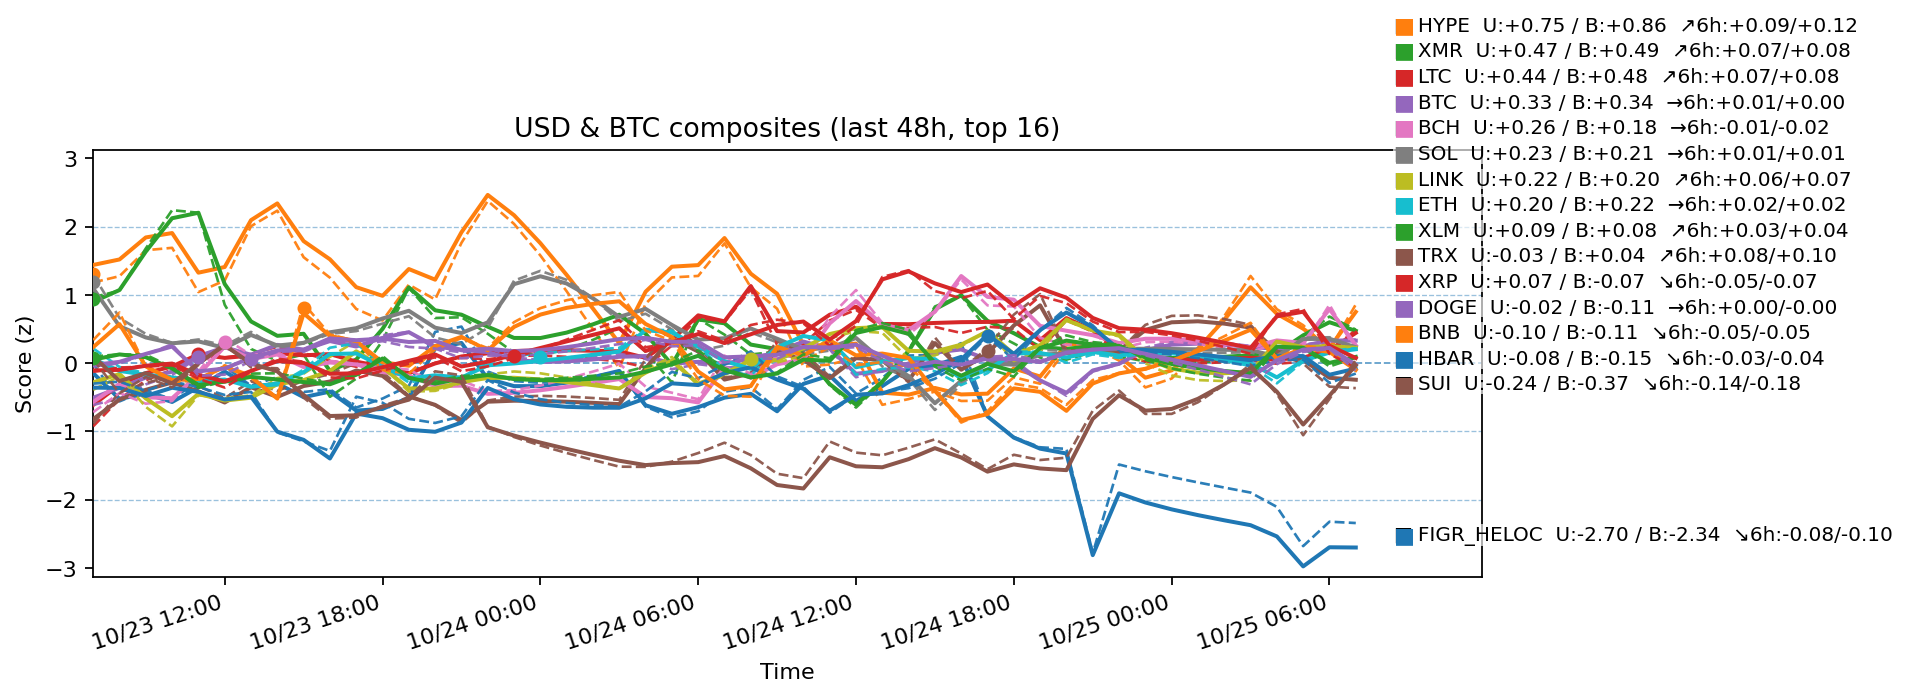 HYPE  U:+0.75 / B:+0.86  ↗6h:+0.09/+0.12
XMR  U:+0.47 / B:+0.49  ↗6h:+0.07/+0.08
LTC  U:+0.44 / B:+0.48  ↗6h:+0.07/+0.08
BTC  U:+0.33 / B:+0.34  →6h:+0.01/+0.00
BCH  U:+0.26 / B:+0.18  →6h:-0.01/-0.02
SOL  U:+0.23 / B:+0.21  →6h:+0.01/+0.01
LINK  U:+0.22 / B:+0.20  ↗6h:+0.06/+0.07
ETH  U:+0.20 / B:+0.22  →6h:+0.02/+0.02
XLM  U:+0.09 / B:+0.08  ↗6h:+0.03/+0.04
TRX  U:-0.03 / B:+0.04  ↗6h:+0.08/+0.10
XRP  U:+0.07 / B:-0.07  ↘6h:-0.05/-0.07
DOGE  U:-0.02 / B:-0.11  →6h:+0.00/-0.00
BNB  U:-0.10 / B:-0.11  ↘6h:-0.05/-0.05
HBAR  U:-0.08 / B:-0.15  ↘6h:-0.03/-0.04
SUI  U:-0.24 / B:-0.37  ↘6h:-0.14/-0.18
FIGR_HELOC  U:-2.70 / B:-2.34  ↘6h:-0.08/-0.10
USD & BTC composites (last 48h, top 16)
Score (z)
3
2
1
0
−1
−2
−3
10/23 12:00
10/23 18:00
10/24 00:00
10/24 06:00
10/24 12:00
10/24 18:00
10/25 00:00
10/25 06:00
Time